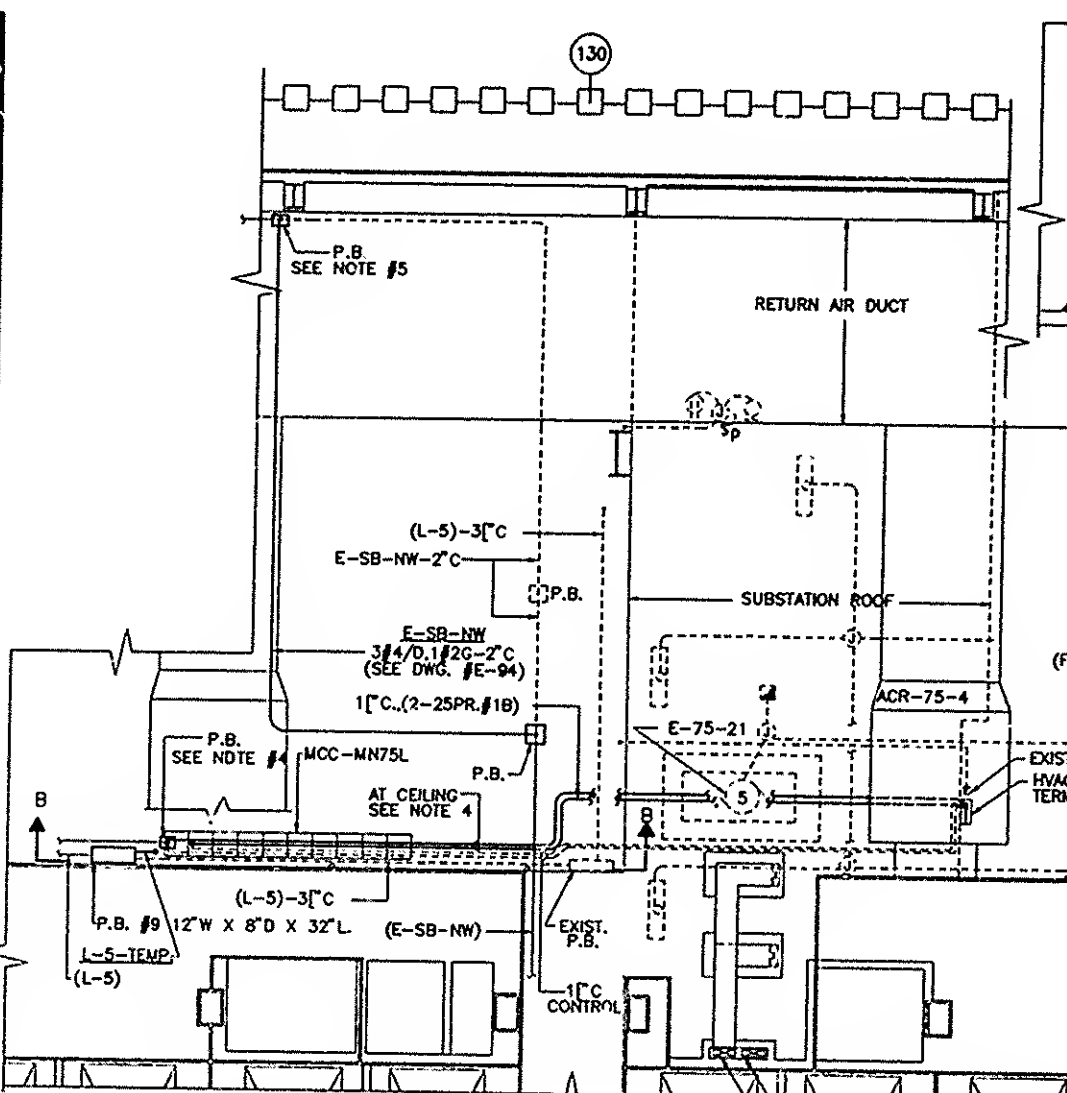 130
P.B.
SEE NOTE #5
RETURN AIR DUCT
Sp
(L-5)-3["C
E-SB-NW-2"C
P.B.
SUBSTATION ROOF
E-SB-NW
3#4/D,1#2G-2"C
(SEE DWG. #E-94)
1["C.,(2-25PR.#1B)
ACR-75-4
(F
E-75-21
P.B.
SEE NOTE #4
MCC-MN75L
P.B.
EXIST
HVAC
TERM
AT CEILING
SEE NOTE 4
5
B
B
(L-5)-3["C
P.B. #9 12"W X 8"D X 32"L.
(E-SB-NW)
EXIST.
P.B.
L-5-TEMP.
(L-5)
1["C
CONTROL